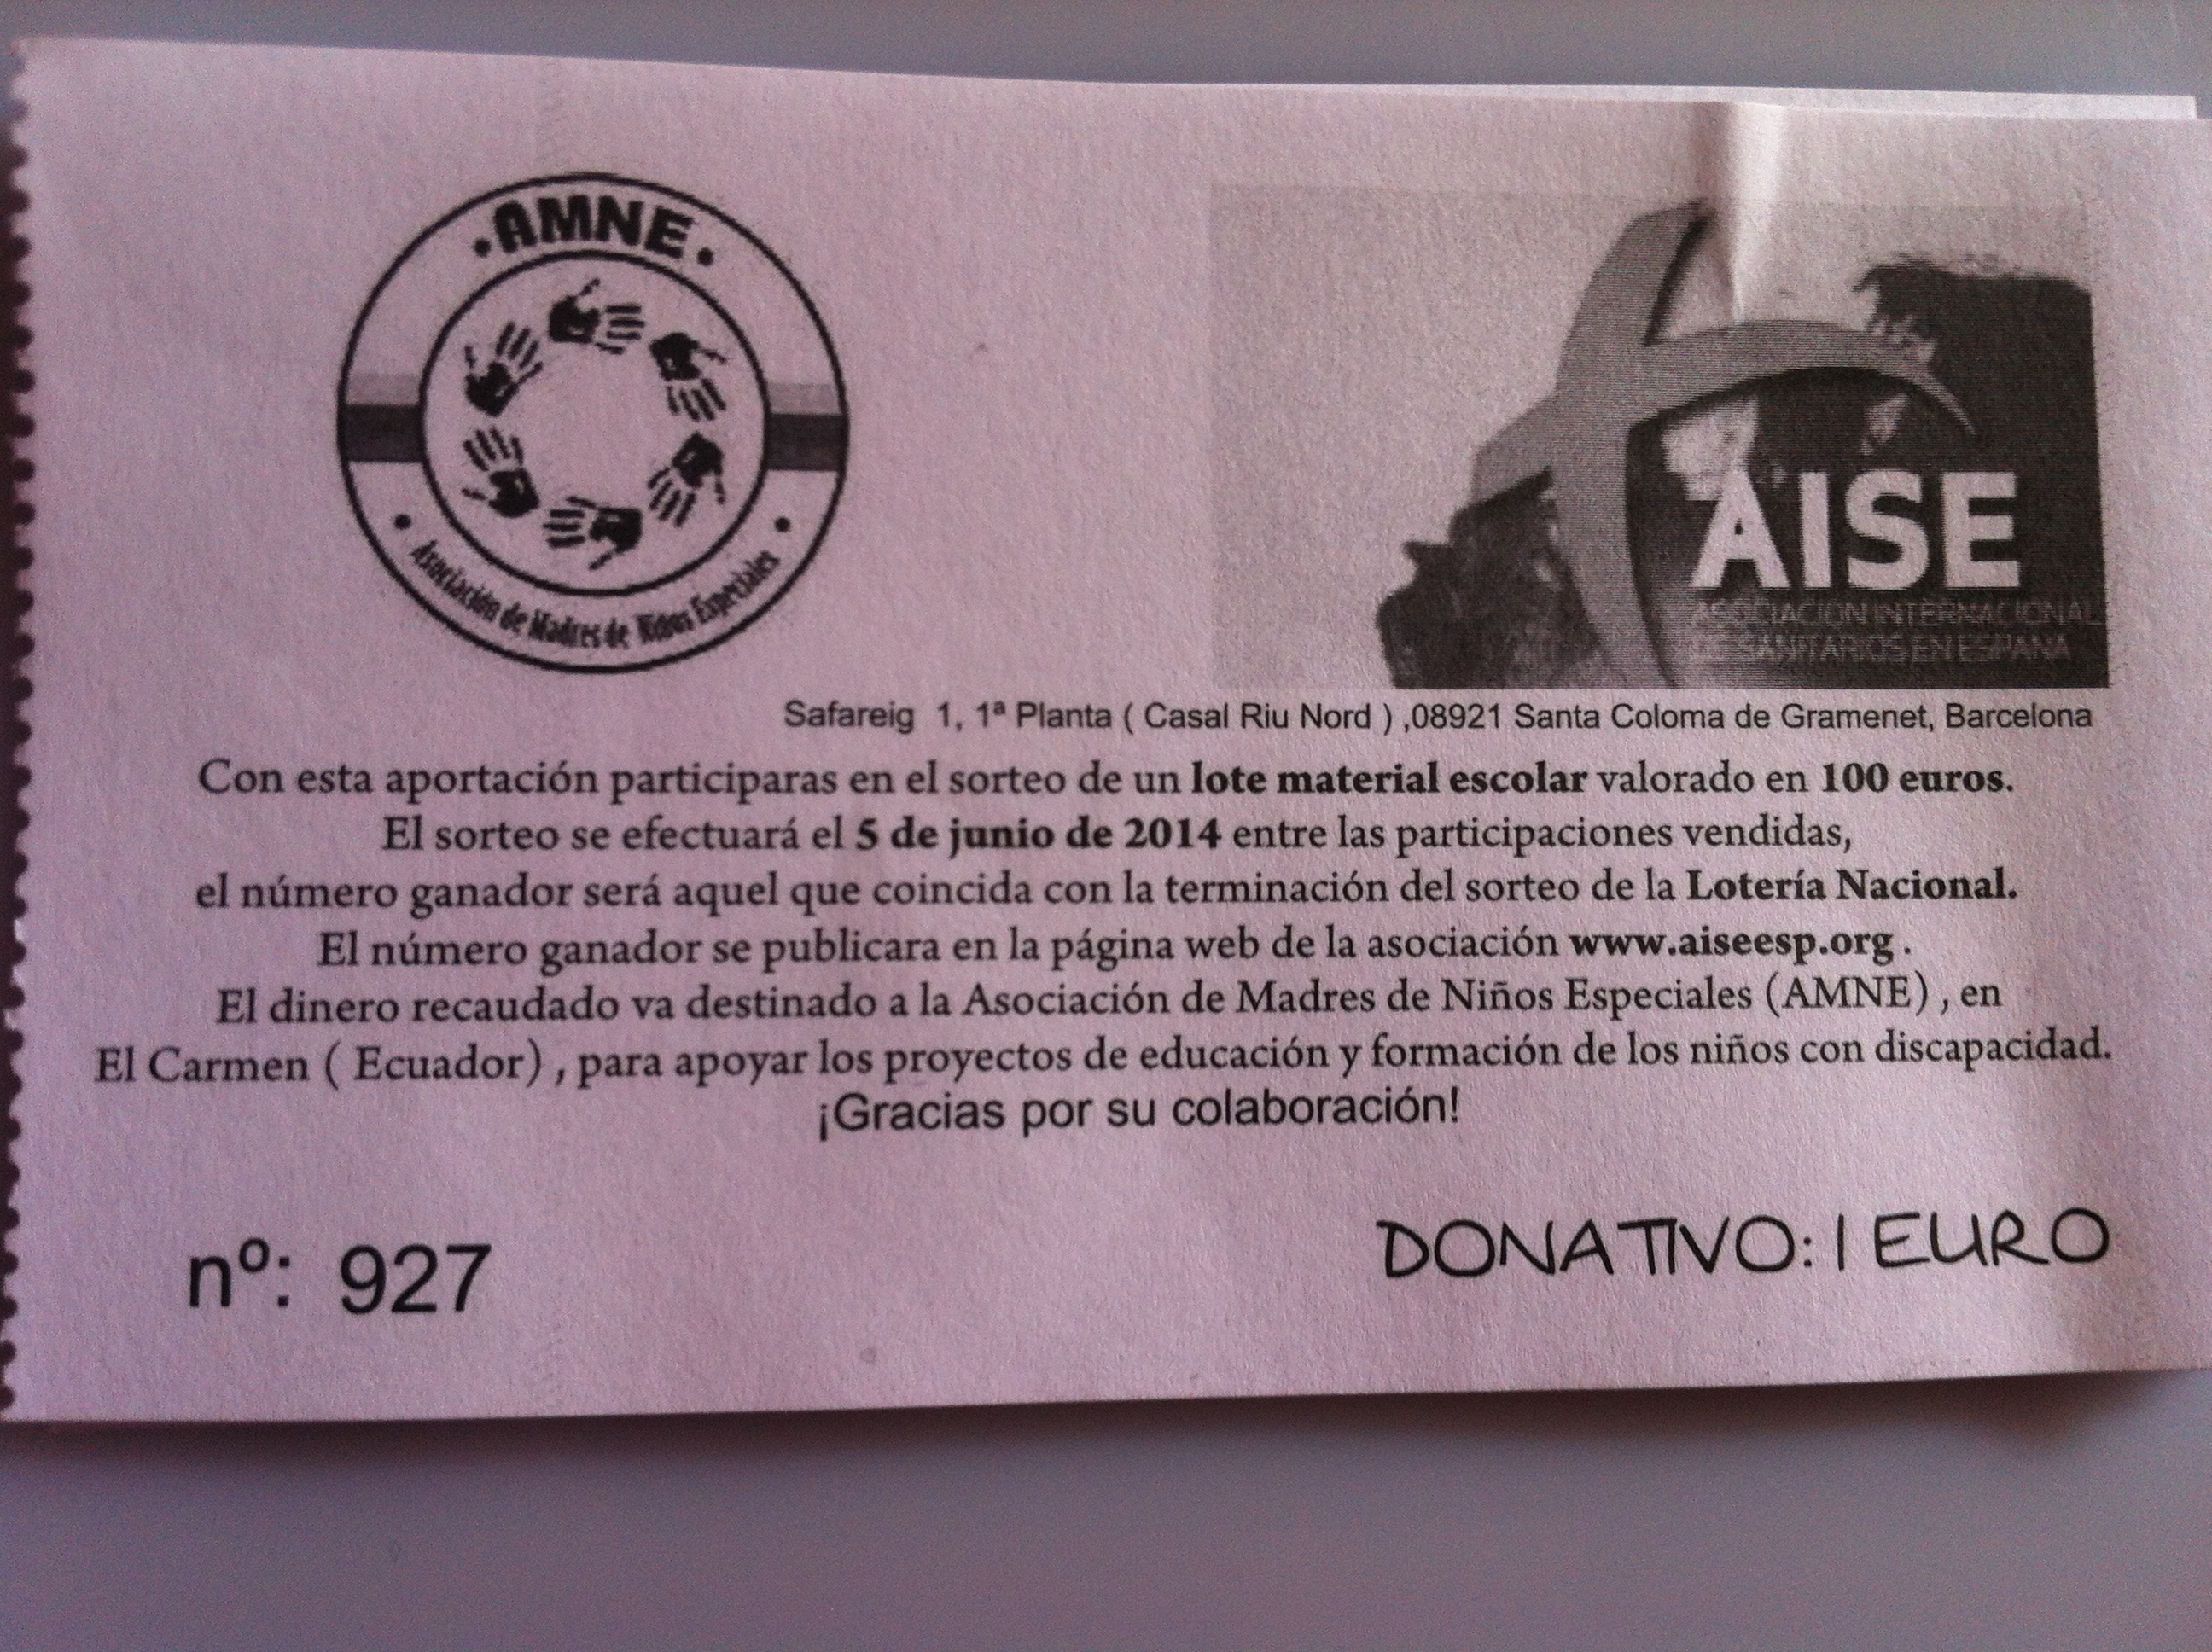 ·AMNE·
· Asociación de Madres de Niños Especiales ·
AISE
ASOCIACION INTERNACIONAL
DE SANITARIOS EN ESPAÑA
Safareig 1, 1ª Planta ( Casal Riu Nord ) ,08921 Santa Coloma de Gramenet, Barcelona
Con esta aportación participaras en el sorteo de un lote material escolar valorado en 100 euros.
El sorteo se efectuará el 5 de junio de 2014 entre las participaciones vendidas,
el número ganador será aquel que coincida con la terminación del sorteo de la Lotería Nacional.
El número ganador se publicara en la página web de la asociación www.aiseesp.org .
El dinero recaudado va destinado a la Asociación de Madres de Niños Especiales (AMNE) , en
El Carmen ( Ecuador) , para apoyar los proyectos de educación y formación de los niños con discapacidad.
¡Gracias por su colaboración!
nº: 927
DONATIVO: 1 EURO